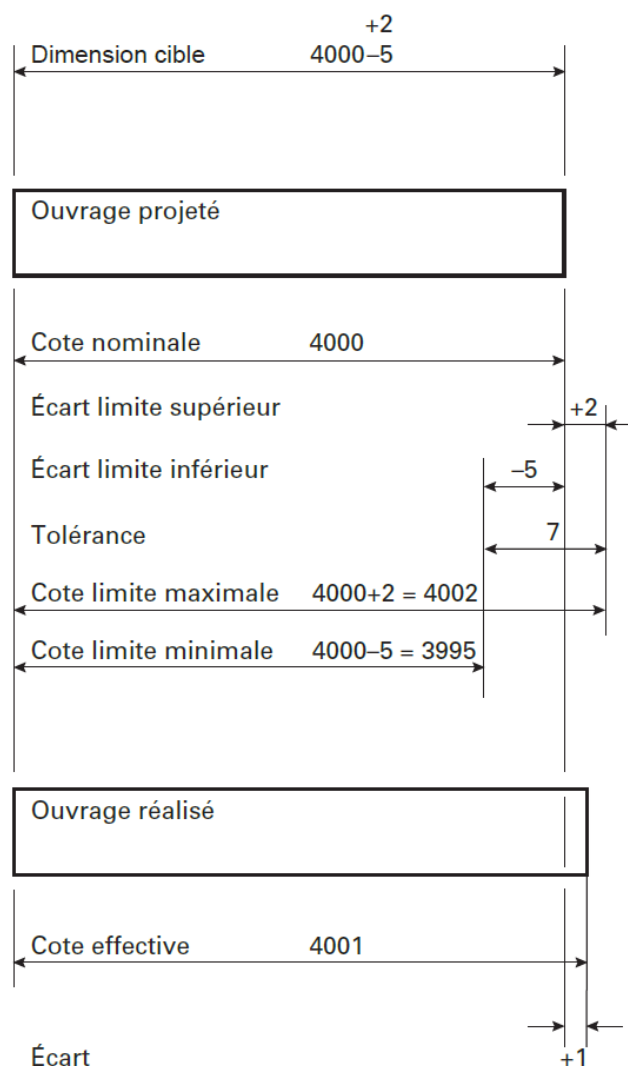 +2
Dimension cible 4000–5
Ouvrage projeté
Cote nominale 4000
Écart limite supérieur +2
Écart limite inférieur –5
Tolérance 7
Cote limite maximale 4000+2 = 4002
Cote limite minimale 4000–5 = 3995
Ouvrage réalisé
Cote effective 4001
Écart +1